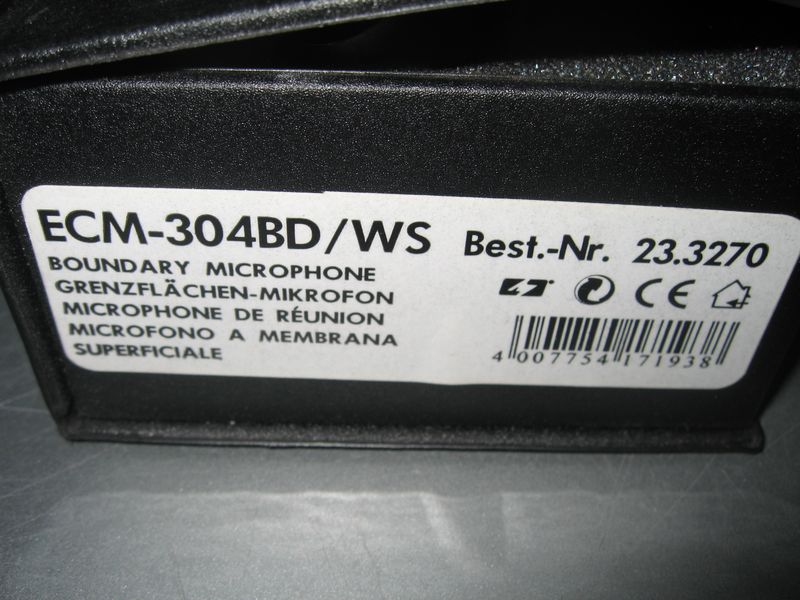 ECM-304BD/WS
BOUNDARY MICROPHONE
GRENZFLÄCHEN-MIKROFON
MICROPHONE DE RÉUNION
MICROFONO A MEMBRANA
SUPERFICIALE
Best.-Nr. 23.3270
CE
4 007754 171938